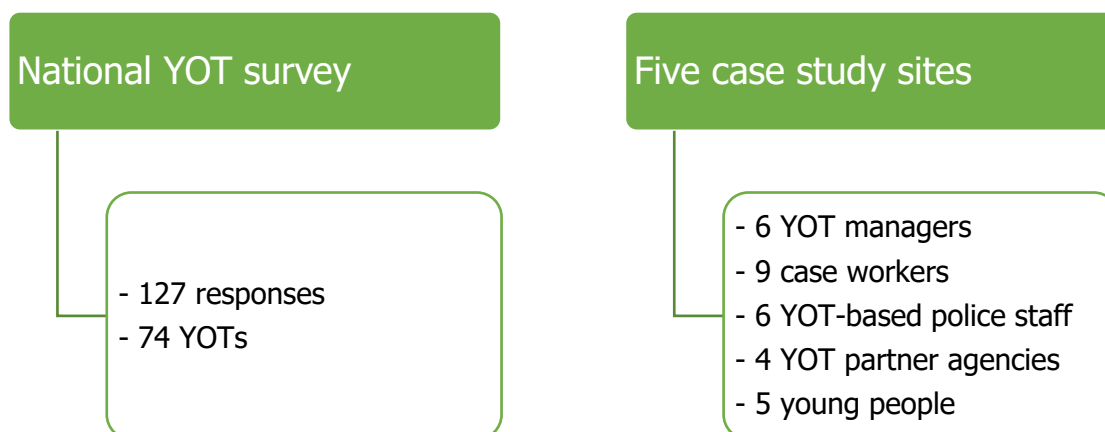 National YOT survey
- 127 responses
- 74 YOTs
Five case study sites
- 6 YOT managers
- 9 case workers
- 6 YOT-based police staff
- 4 YOT partner agencies
- 5 young people